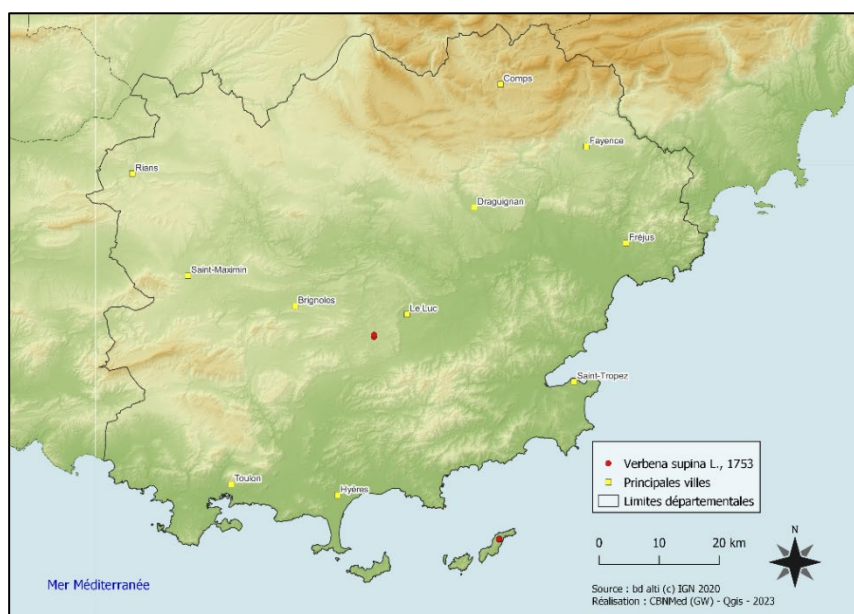 Comps
Fayence
Rians
Draguignan
Fréjus
Saint-Maximin
Brignoles
Le Luc
Saint-Tropez
Toulon
Hyères
Verbena supina L., 1753
Principales villes
Limites départementales
N
0 10 20 km
Mer Méditerranée
Source : bd alti (c) IGN 2020
Réalisation : CBNMed (GW) - Qgis - 2023